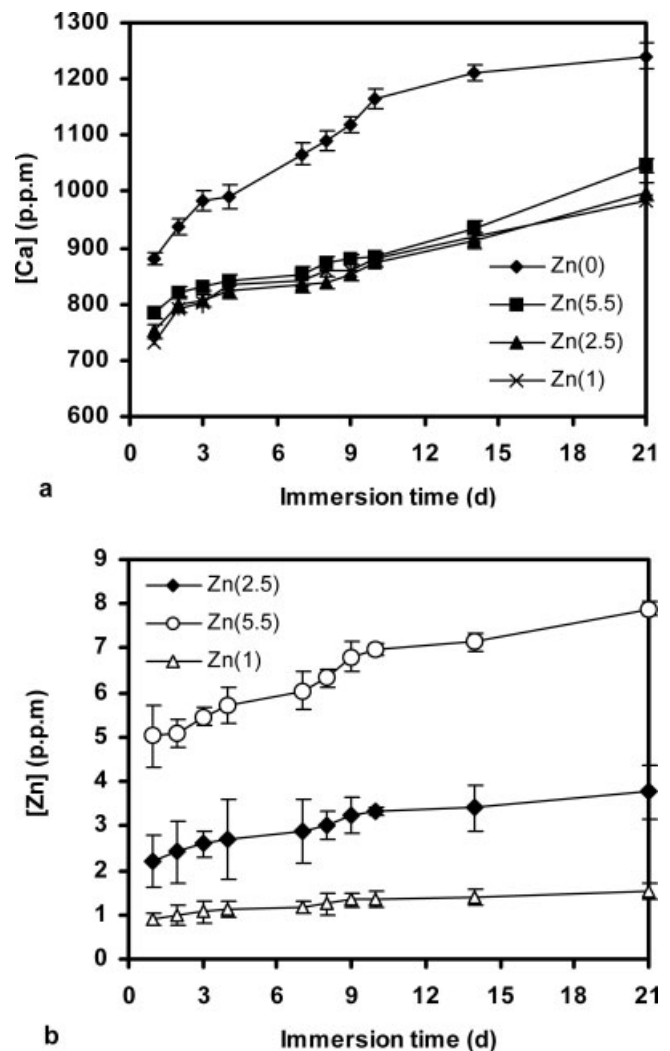 1300
1200
1100
1000
900
800
700
600
[Ca] (p.p.m)
Zn(0)
Zn(5.5)
Zn(2.5)
Zn(1)
0 3 6 9 12 15 18 21
a
Immersion time (d)
9
8
7
6
5
4
3
2
1
0
[Zn] (p.p.m)
Zn(2.5)
Zn(5.5)
Zn(1)
0 3 6 9 12 15 18 21
b
Immersion time (d)